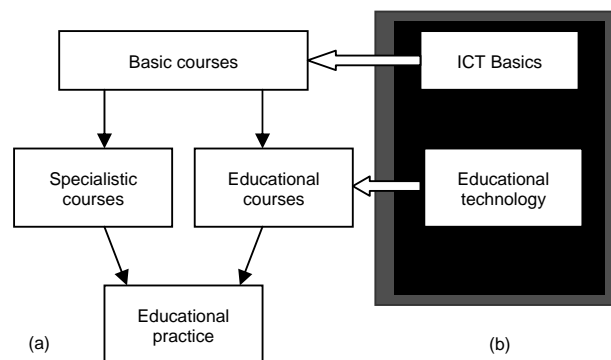 Basic courses
ICT Basics
Specialistic
courses
Educational
courses
Educational
technology
Educational
practice
(a)
(b)